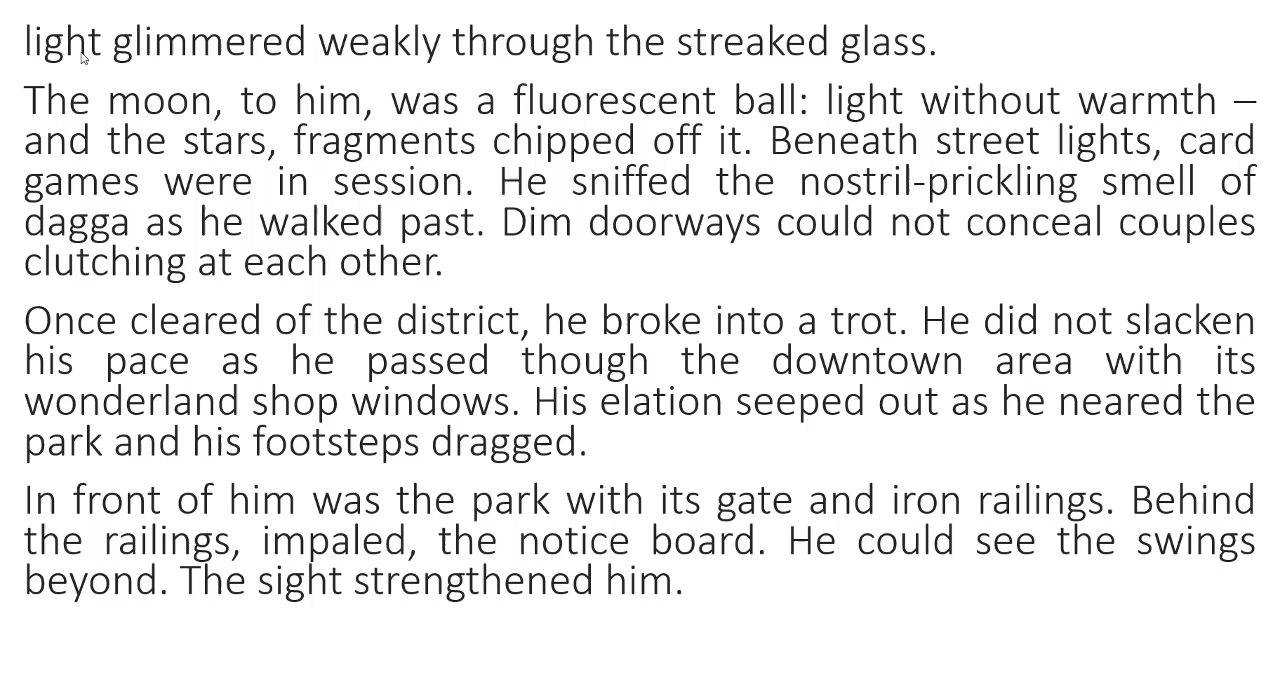 light glimmered weakly through the streaked glass.
The moon, to him, was a fluorescent ball: light without warmth –
and the stars, fragments chipped off it. Beneath street lights, card
games were in session. He sniffed the nostril-prickling smell of
dagga as he walked past. Dim doorways could not conceal couples
clutching at each other.
Once cleared of the district, he broke into a trot. He did not slacken
his pace as he passed though the downtown area with its
wonderland shop windows. His elation seeped out as he neared the
park and his footsteps dragged.
In front of him was the park with its gate and iron railings. Behind
the railings, impaled, the notice board. He could see the swings
beyond. The sight strengthened him.